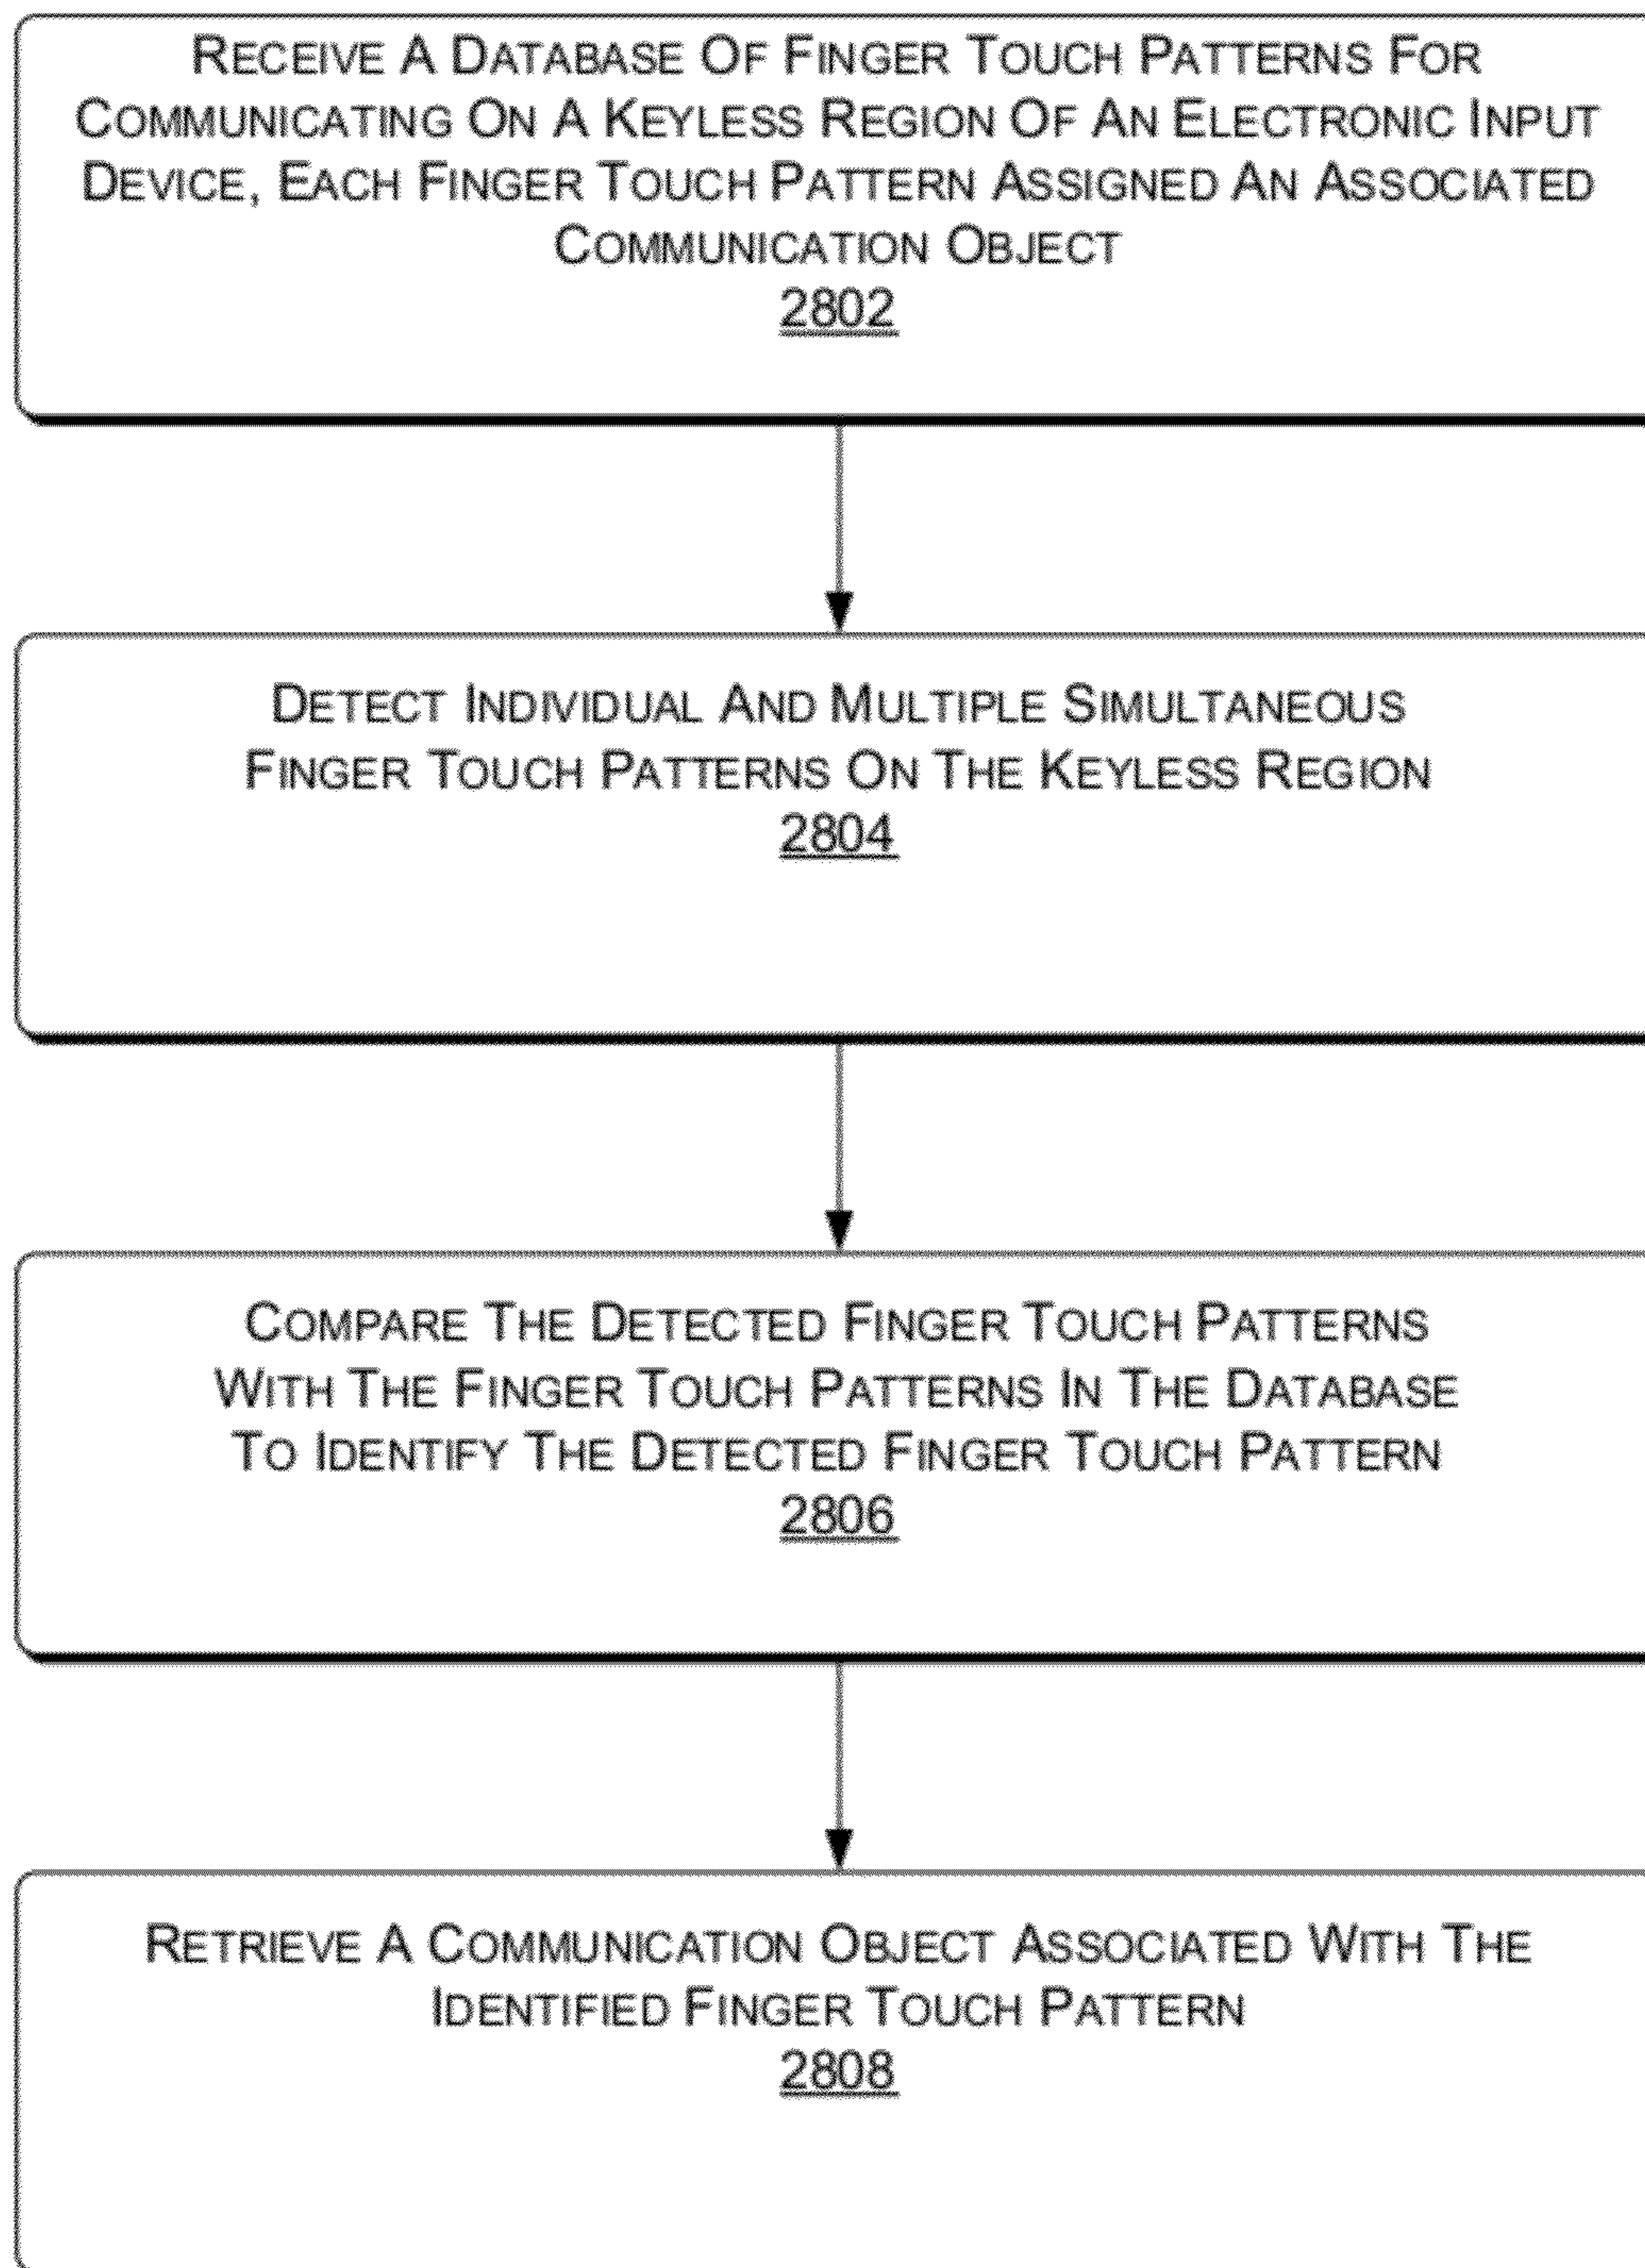 RECEIVE A DATABASE OF FINGER TOUCH PATTERNS FOR
COMMUNICATING ON A KEYLESS REGION OF AN ELECTRONIC INPUT
DEVICE, EACH FINGER TOUCH PATTERN ASSIGNED AN ASSOCIATED
COMMUNICATION OBJECT
2802
DETECT INDIVIDUAL AND MULTIPLE SIMULTANEOUS
FINGER TOUCH PATTERNS ON THE KEYLESS REGION
2804
COMPARE THE DETECTED FINGER TOUCH PATTERNS
WITH THE FINGER TOUCH PATTERNS IN THE DATABASE
TO IDENTIFY THE DETECTED FINGER TOUCH PATTERN
2806
RETRIEVE A COMMUNICATION OBJECT ASSOCIATED WITH THE
IDENTIFIED FINGER TOUCH PATTERN
2808